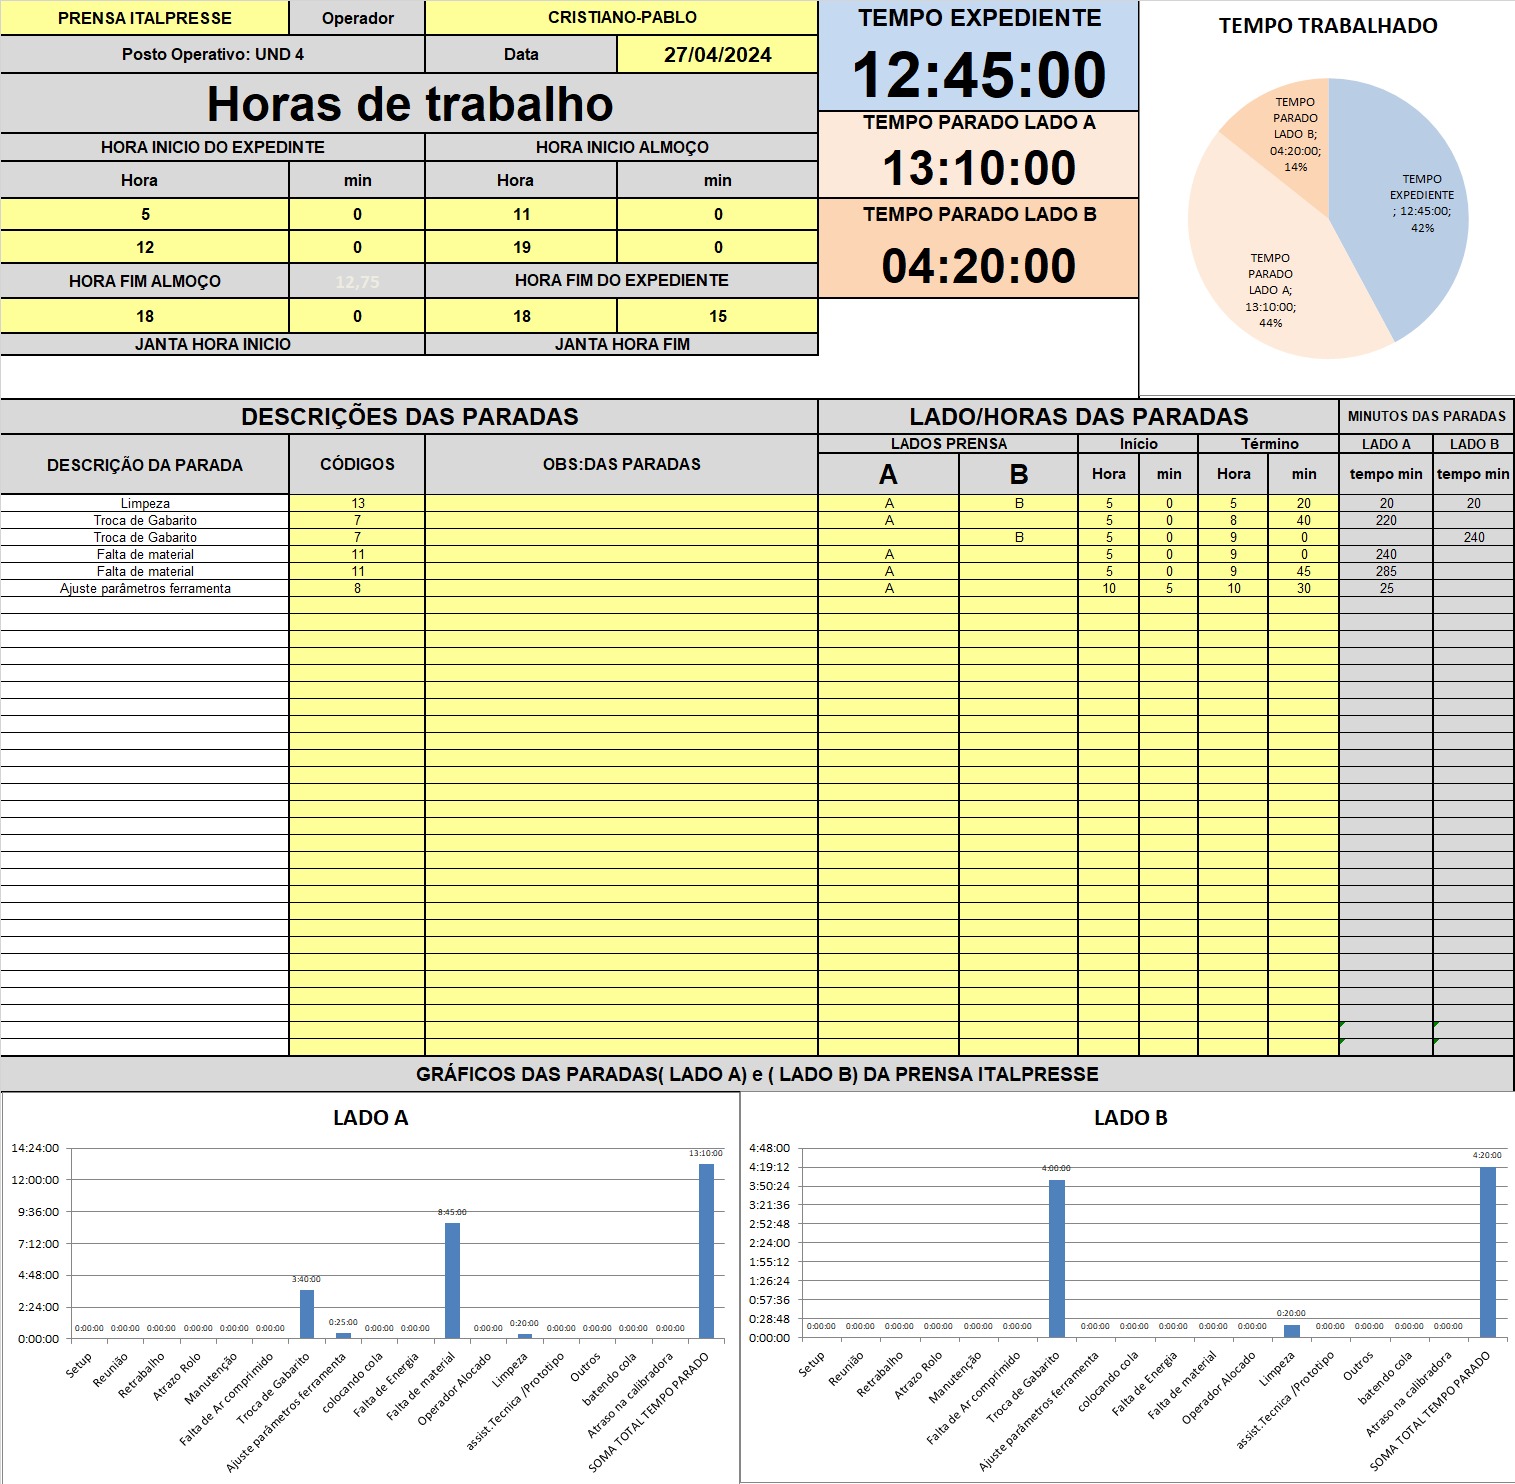 PRENSA ITALPRESSE Operador CRISTIANO-PABLO
Posto Operativo: UND 4 Data 27/04/2024
Horas de trabalho
HORA INICIO DO EXPEDINTE HORA INICIO ALMOÇO
Hora min Hora min
5 0 11 0
12 0 19 0
HORA FIM ALMOÇO 12,75 HORA FIM DO EXPEDIENTE
18 0 18 15
JANTA HORA INICIO JANTA HORA FIM
TEMPO EXPEDIENTE
12:45:00
TEMPO PARADO LADO A
13:10:00
TEMPO PARADO LADO B
04:20:00
TEMPO TRABALHADO
TEMPO
PARADO
LADO B;
04:20:00;
14%
TEMPO
EXPEDIENTE
; 12:45:00;
42%
TEMPO
PARADO
LADO A;
13:10:00;
44%
DESCRIÇÕES DAS PARADAS LADO/HORAS DAS PARADAS MINUTOS DAS PARADAS
LADOS PRENSA Início Término LADO A LADO B
DESCRIÇÃO DA PARADA CÓDIGOS OBS:DAS PARADAS A B Hora min Hora min tempo min tempo min
Limpeza 13 A B 5 0 5 20 20 20
Troca de Gabarito 7 A 5 0 8 40 220
Troca de Gabarito 7 B 5 0 9 0 240
Falta de material 11 A 5 0 9 0 240
Falta de material 11 A 5 0 9 45 285
Ajuste parâmetros ferramenta 8 A 10 5 10 30 25
GRÁFICOS DAS PARADAS( LADO A) e ( LADO B) DA PRENSA ITALPRESSE
LADO A
14:24:00
12:00:00
9:36:00
7:12:00
4:48:00
2:24:00
0:00:00
0:00:00 0:00:00 0:00:00 0:00:00 0:00:00 0:00:00 3:40:00 0:25:00 0:00:00 0:00:00 8:45:00 0:00:00 0:20:00 0:00:00 0:00:00 0:00:00 0:00:00 13:10:00
Setup
Reunião
Retrabalho
Atrazo Rolo
Manutenção
Falta de Ar comprimido
Troca de Gabarito
Ajuste parâmetros ferramenta
colocando cola
Falta de Energia
Falta de material
Operador Alocado
Limpeza
assist.Tecnica /Prototipo
Outros
batendo cola
Atraso na calibradora
SOMA TOTAL TEMPO PARADO
LADO B
4:48:00
4:19:12
3:50:24
3:21:36
2:52:48
2:24:00
1:55:12
1:26:24
0:57:36
0:28:48
0:00:00
0:00:00 0:00:00 0:00:00 0:00:00 0:00:00 0:00:00 4:00:00 0:00:00 0:00:00 0:00:00 0:00:00 0:00:00 0:20:00 0:00:00 0:00:00 0:00:00 0:00:00 4:20:00
Setup
Reunião
Retrabalho
Atrazo Rolo
Manutenção
Falta de Ar comprimido
Troca de Gabarito
Ajuste parâmetros ferramenta
colocando cola
Falta de Energia
Falta de material
Operador Alocado
Limpeza
assist.Tecnica /Prototipo
Outros
batendo cola
Atraso na calibradora
SOMA TOTAL TEMPO PARADO